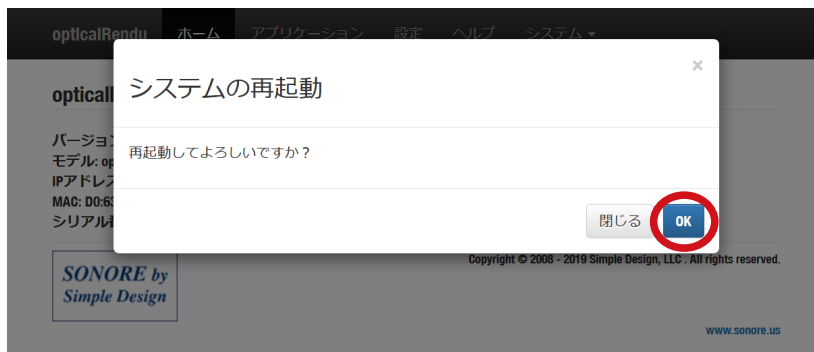 opticalRendu ホーム アプリケーション 設定 ヘルプ システム
×
システムの再起動
optical
再起動してよろしいですか？
バージョン
モデル: op
IPアドレス
MAC: D0:63
シリアル
閉じる OK
Copyright © 2008 - 2019 Simple Design, LLC . All rights reserved.
SONORE by
Simple Design
www.sonore.us